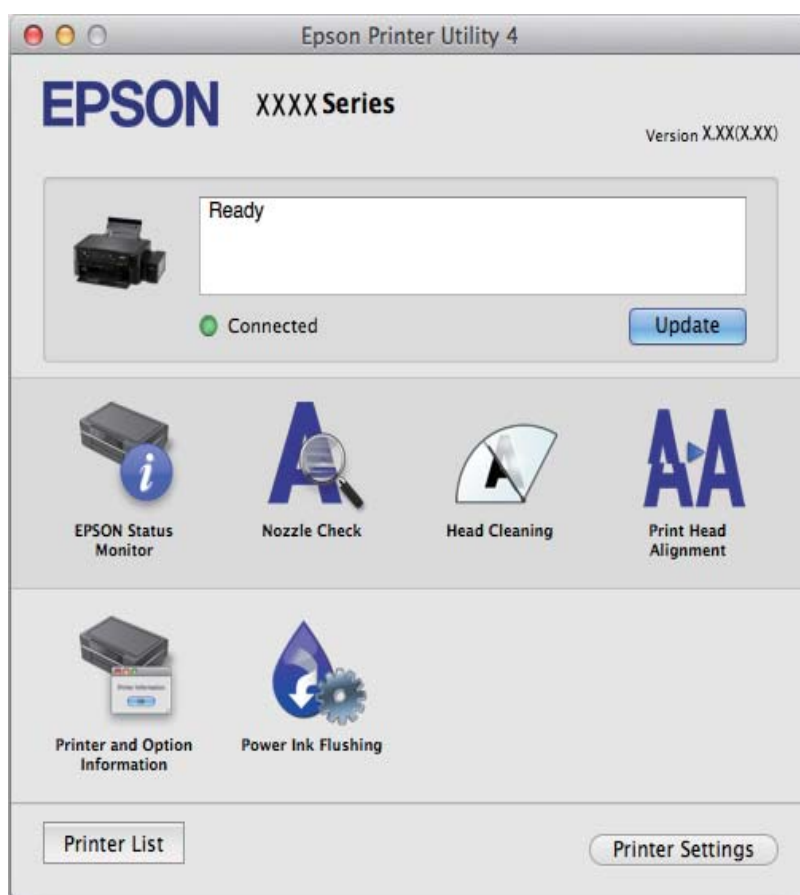 Epson Printer Utility 4
EPSON XXXX Series
Version X.XX(X.XX)
Ready
Connected
Update
EPSON Status
Monitor
Nozzle Check
Head Cleaning
Print Head
Alignment
Printer and Option
Information
Power Ink Flushing
Printer List
Printer Settings